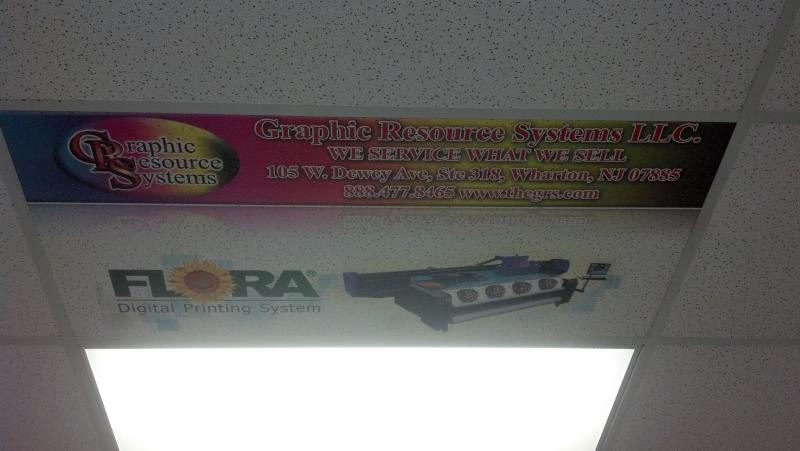 Graphic
Resource
Systems
Graphic Resource Systems LLC.
WE SERVICE WHAT WE SELL
105 W. Dewey Ave, Ste 318, Wharton, NJ 07885
888.477.8465 www.thegrs.com
FLORA®
Digital Printing System